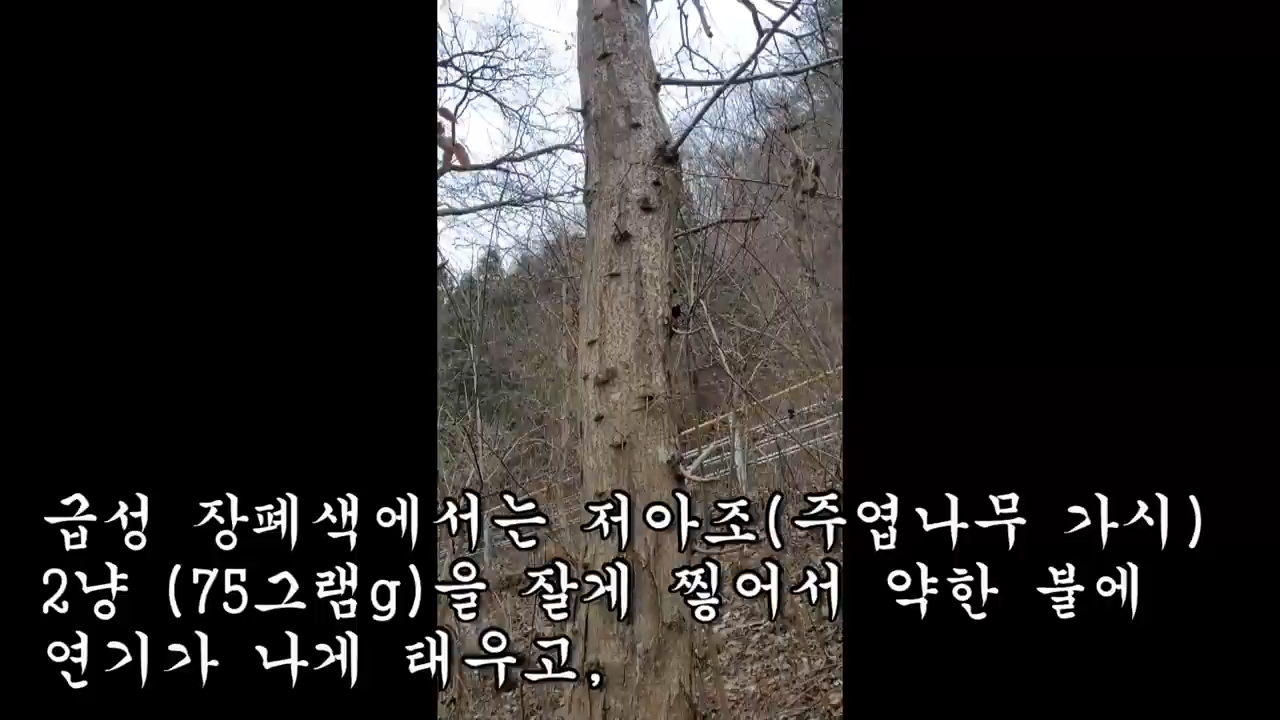 급성 장폐색에서는 저아조(주엽나무 가시)
2냥 (75그램g)을 잘게 찧어서 약한 불에
연기가 나게 태우고,